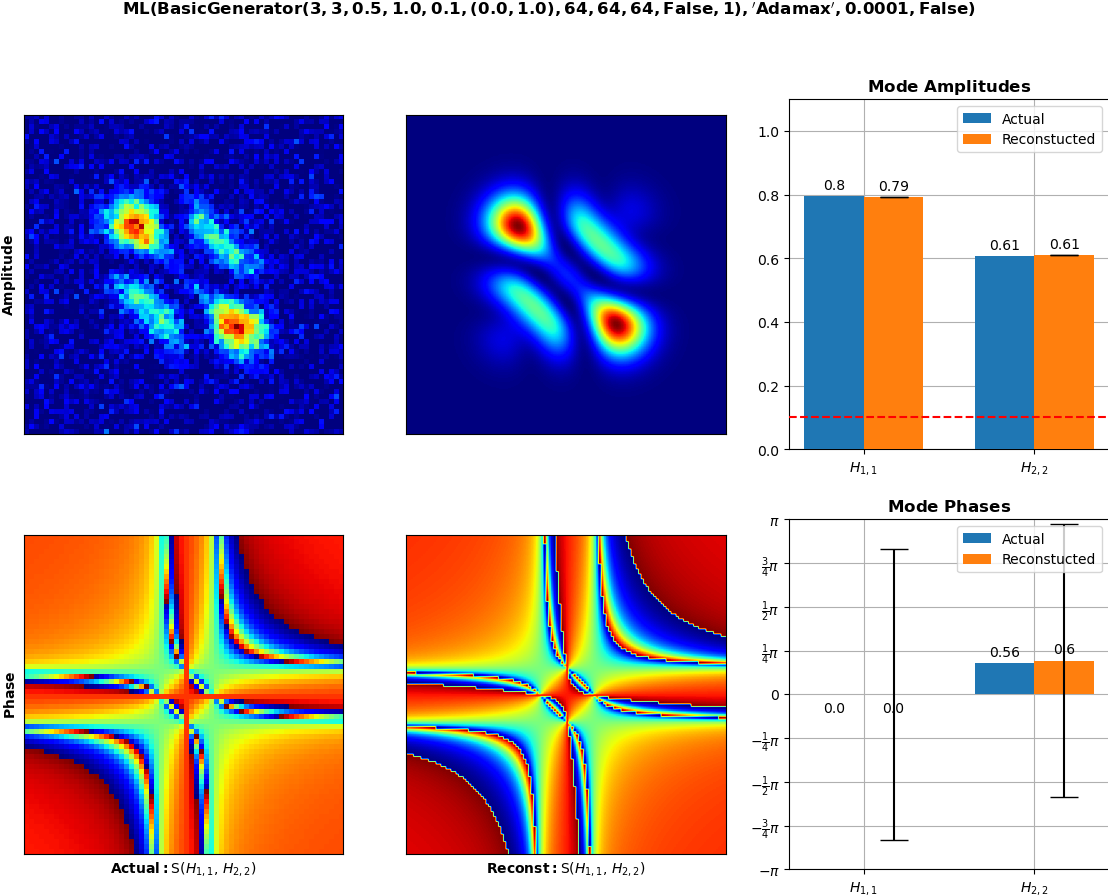 ML(BasicGenerator(3, 3, 0.5, 1.0, 0.1, (0.0, 1.0), 64, 64, 64, False, 1), ′Adamax′, 0.0001, False)
Amplitude
Mode Amplitudes
Actual
Reconstucted
1.0
0.8
0.6
0.4
0.2
0.0
0.8
0.79
0.61
0.61
H1, 1
H2, 2
Phase
Actual: S(H1, 1, H2, 2)
Reconst: S(H1, 1, H2, 2)
Mode Phases
Actual
Reconstucted
π
3/4π
1/2π
1/4π
0
−1/4π
−1/2π
−3/4π
−π
0.0
0.0
0.56
0.6
H1, 1
H2, 2